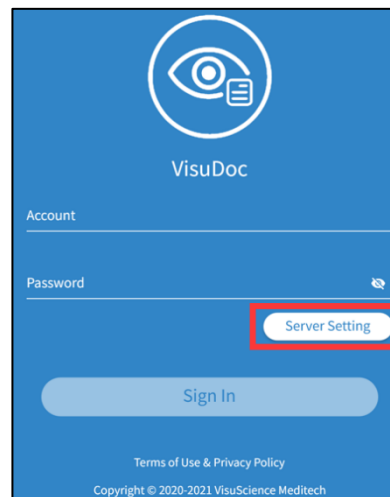 VisuDoc
Account
Password
Server Setting
Sign In
Terms of Use & Privacy Policy
Copyright © 2020-2021 VisuScience Meditech